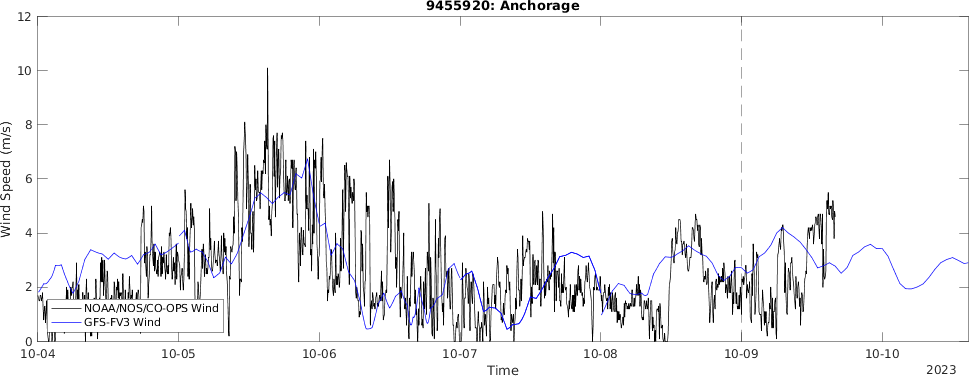 9455920: Anchorage
12
10
8
6
4
2
0
Wind Speed (m/s)
NOAA/NOS/CO-OPS Wind
GFS-FV3 Wind
10-04 10-05 10-06 10-07 10-08 10-09 10-10
Time
2023